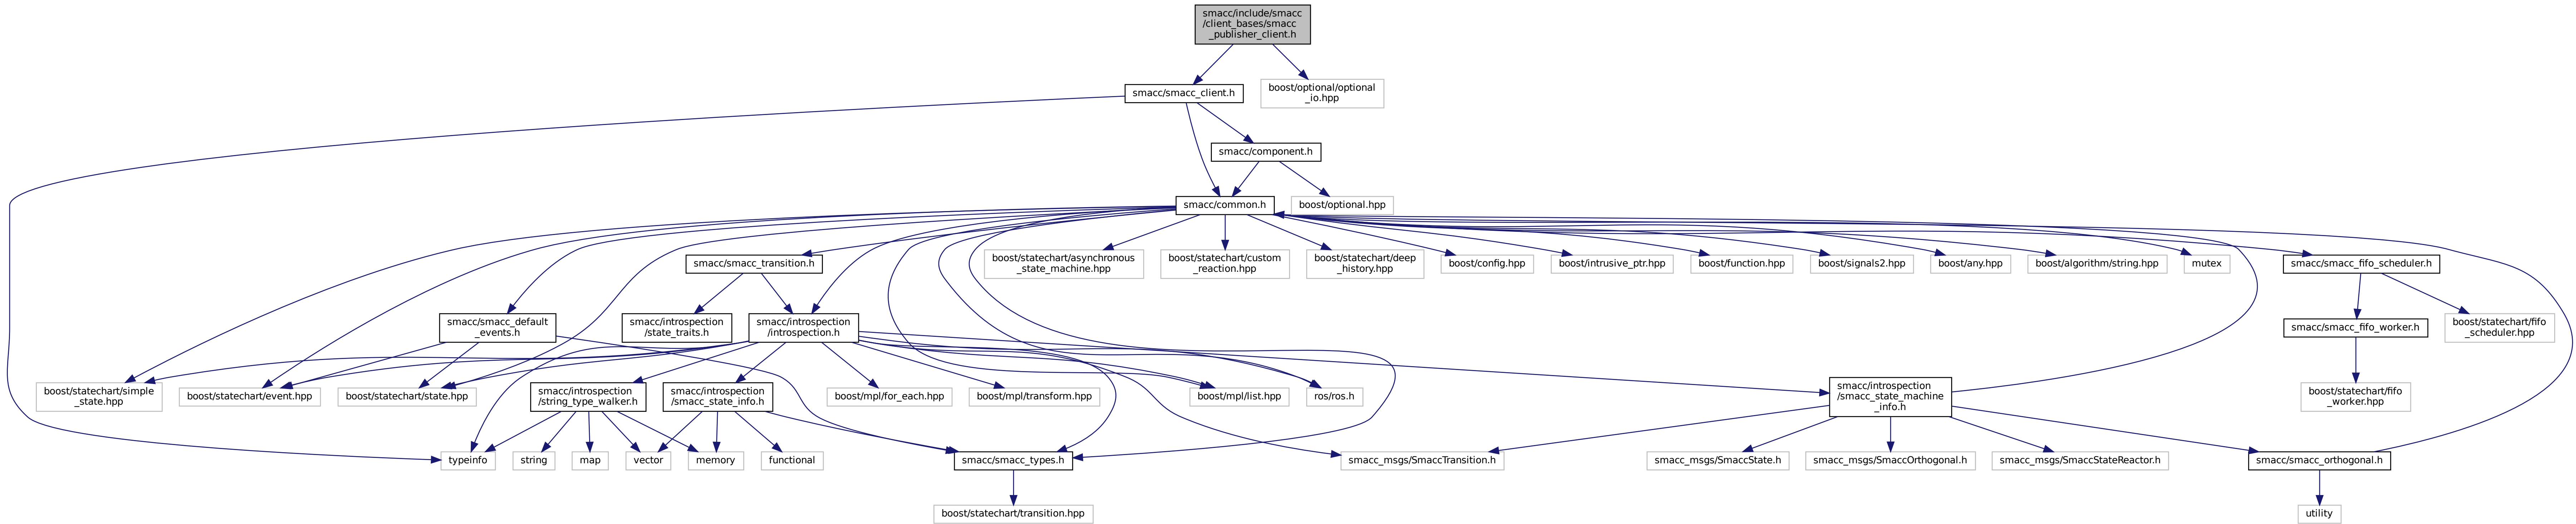 smacc/include/smacc
/client_bases/smacc
_publisher_client.h
smacc/smacc_client.h
boost/optional/optional
_io.hpp
smacc/component.h
smacc/common.h
boost/optional.hpp
smacc/smacc_transition.h
boost/statechart/asynchronous
_state_machine.hpp
boost/statechart/custom
_reaction.hpp
boost/statechart/deep
_history.hpp
boost/config.hpp
boost/intrusive_ptr.hpp
boost/function.hpp
boost/signals2.hpp
boost/any.hpp
boost/algorithm/string.hpp
mutex
smacc/smacc_fifo_scheduler.h
smacc/smacc_default
_events.h
smacc/introspection
/state_traits.h
smacc/introspection
/introspection.h
smacc/smacc_fifo_worker.h
boost/statechart/fifo
_scheduler.hpp
boost/statechart/simple
_state.hpp
boost/statechart/event.hpp
boost/statechart/state.hpp
smacc/introspection
/string_type_walker.h
smacc/introspection
/smacc_state_info.h
boost/mpl/for_each.hpp
boost/mpl/transform.hpp
boost/mpl/list.hpp
ros/ros.h
smacc/introspection
/smacc_state_machine
_info.h
boost/statechart/fifo
_worker.hpp
typeinfo
string
map
vector
memory
functional
smacc/smacc_types.h
smacc_msgs/SmaccTransition.h
smacc_msgs/SmaccState.h
smacc_msgs/SmaccOrthogonal.h
smacc_msgs/SmaccStateReactor.h
smacc/smacc_orthogonal.h
boost/statechart/transition.hpp
utility